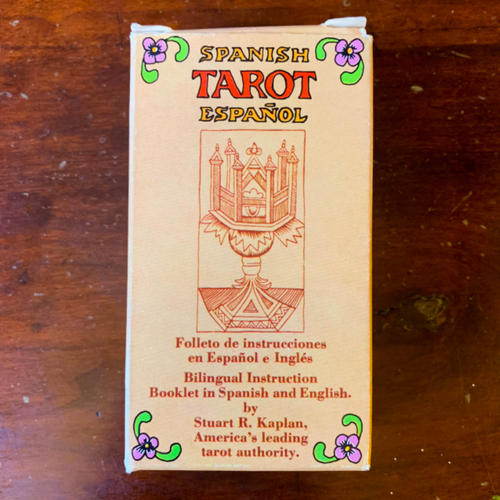 SPANISH
TAROT
ESPAÑOL
Folleto de instrucciones
en Español e Inglés
Bilingual Instruction
Booklet in Spanish and English.
by
Stuart R. Kaplan,
America's leading
tarot authority.